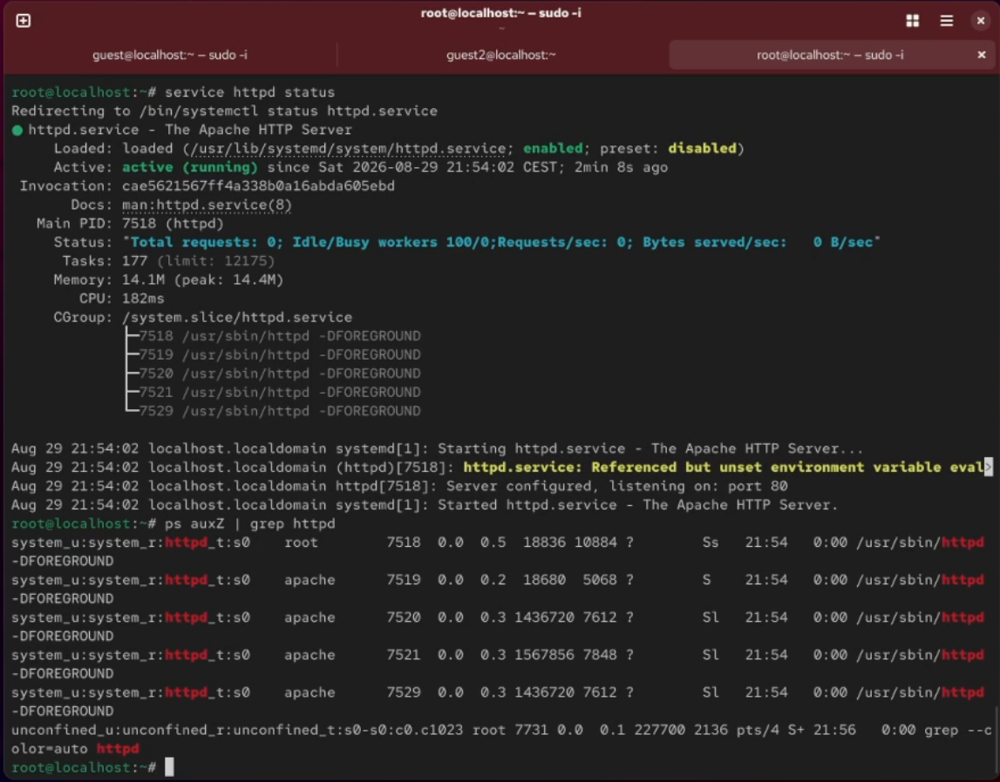 root@localhost:~ — sudo -i
~
guest@localhost:~ — sudo -i
guest2@localhost:~
root@localhost:~ — sudo -i
root@localhost:~# service httpd status
Redirecting to /bin/systemctl status httpd.service
● httpd.service - The Apache HTTP Server
     Loaded: loaded (/usr/lib/systemd/system/httpd.service; enabled; preset: disabled)
     Active: active (running) since Sat 2026-08-29 21:54:02 CEST; 2min 8s ago
 Invocation: cae5621567ff4a338b0a16abda605ebd
       Docs: man:httpd.service(8)
   Main PID: 7518 (httpd)
     Status: "Total requests: 0; Idle/Busy workers 100/0;Requests/sec: 0; Bytes served/sec:   0 B/sec"
      Tasks: 177 (limit: 12175)
     Memory: 14.1M (peak: 14.4M)
        CPU: 182ms
     CGroup: /system.slice/httpd.service
             ├─7518 /usr/sbin/httpd -DFOREGROUND
             ├─7519 /usr/sbin/httpd -DFOREGROUND
             ├─7520 /usr/sbin/httpd -DFOREGROUND
             ├─7521 /usr/sbin/httpd -DFOREGROUND
             └─7529 /usr/sbin/httpd -DFOREGROUND
Aug 29 21:54:02 localhost.localdomain systemd[1]: Starting httpd.service - The Apache HTTP Server...
Aug 29 21:54:02 localhost.localdomain (httpd)[7518]: httpd.service: Referenced but unset environment variable eval>
Aug 29 21:54:02 localhost.localdomain httpd[7518]: Server configured, listening on: port 80
Aug 29 21:54:02 localhost.localdomain systemd[1]: Started httpd.service - The Apache HTTP Server.
root@localhost:~# ps auxZ | grep httpd
system_u:system_r:httpd_t:s0    root        7518  0.0  0.5  18836 10884 ?        Ss   21:54   0:00 /usr/sbin/httpd
-DFOREGROUND
system_u:system_r:httpd_t:s0    apache      7519  0.0  0.2  18680  5068 ?        S    21:54   0:00 /usr/sbin/httpd
-DFOREGROUND
system_u:system_r:httpd_t:s0    apache      7520  0.0  0.3 1436720 7612 ?        Sl   21:54   0:00 /usr/sbin/httpd
-DFOREGROUND
system_u:system_r:httpd_t:s0    apache      7521  0.0  0.3 1567856 7848 ?        Sl   21:54   0:00 /usr/sbin/httpd
-DFOREGROUND
system_u:system_r:httpd_t:s0    apache      7529  0.0  0.3 1436720 7612 ?        Sl   21:54   0:00 /usr/sbin/httpd
-DFOREGROUND
unconfined_u:unconfined_r:unconfined_t:s0-s0:c0.c1023 root 7731 0.0  0.1 227700 2136 pts/4 S+ 21:56   0:00 grep --c
olor=auto httpd
root@localhost:~#